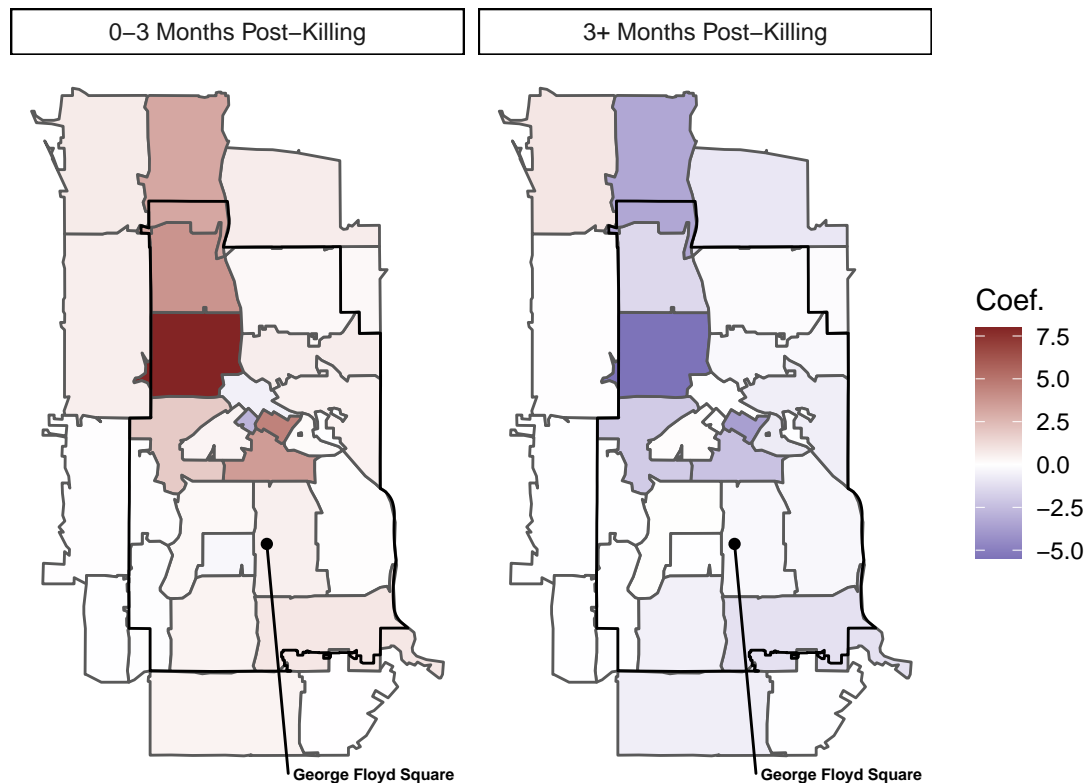 0−3 Months Post−Killing
3+ Months Post−Killing
Coef.
7.5
5.0
2.5
0.0
−2.5
−5.0
George Floyd Square
George Floyd Square